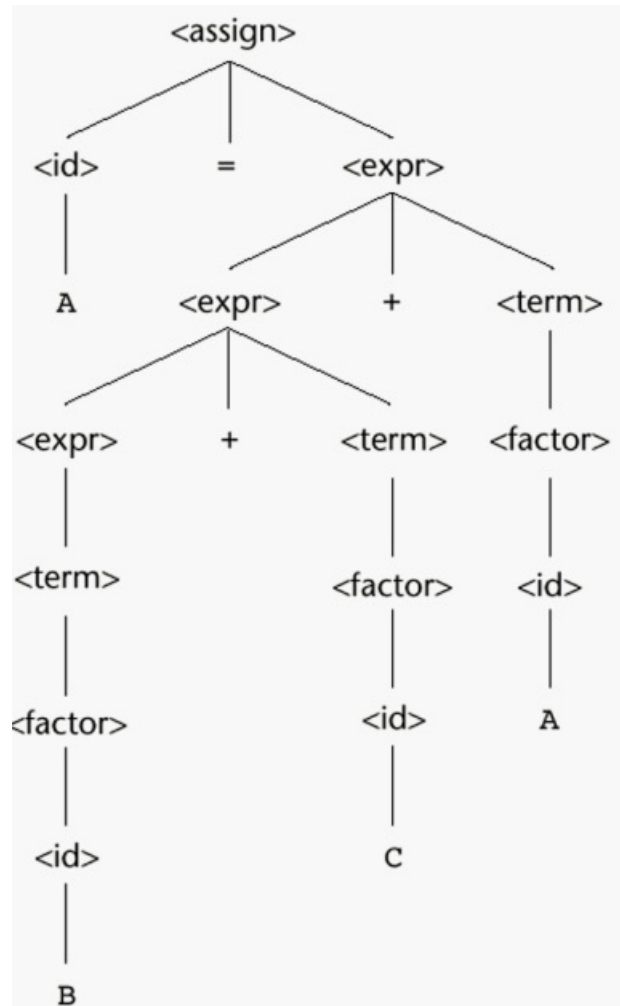 <assign>
<id> = <expr>
A <expr> + <term>
<expr> + <term> <factor>
<term> <factor> <id>
<factor> <id> A
<id> C
B